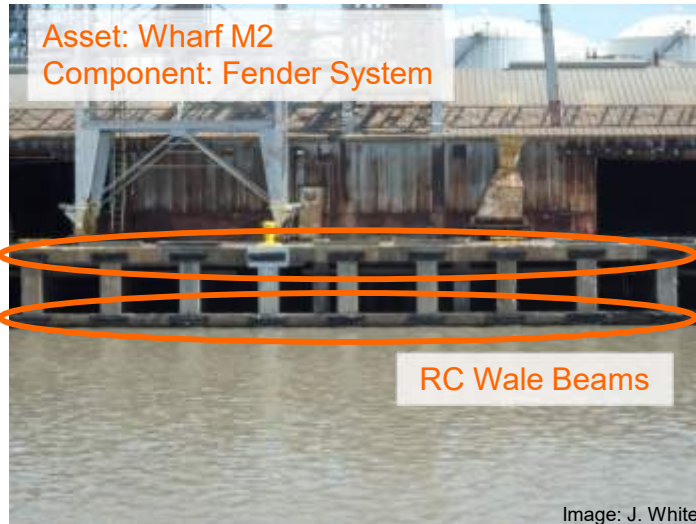 Asset: Wharf M2
Component: Fender System
RC Wale Beams
Image: J. White